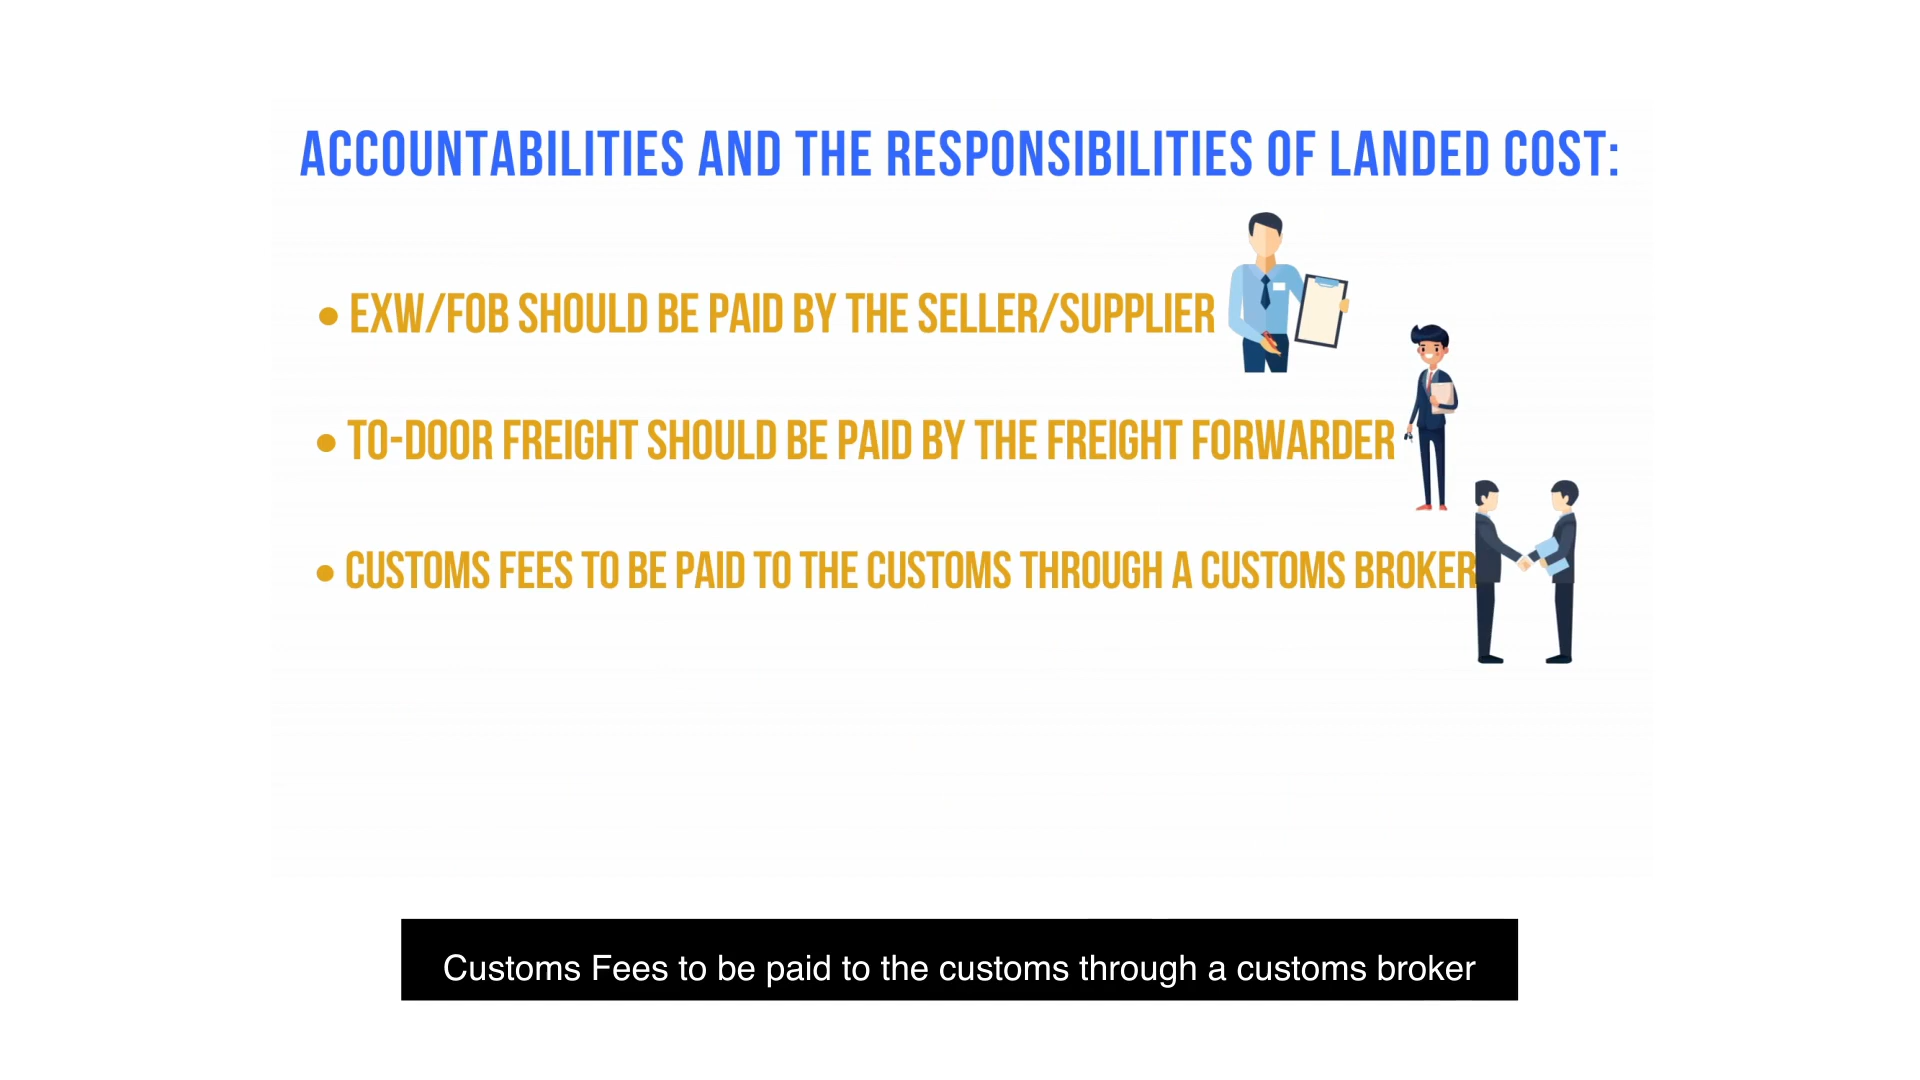 ACCOUNTABILITIES AND THE RESPONSIBILITIES OF LANDED COST:
• EXW/FOB SHOULD BE PAID BY THE SELLER/SUPPLIER
• TO-DOOR FREIGHT SHOULD BE PAID BY THE FREIGHT FORWARDER
• CUSTOMS FEES TO BE PAID TO THE CUSTOMS THROUGH A CUSTOMS BROKER
Customs Fees to be paid to the customs through a customs broker